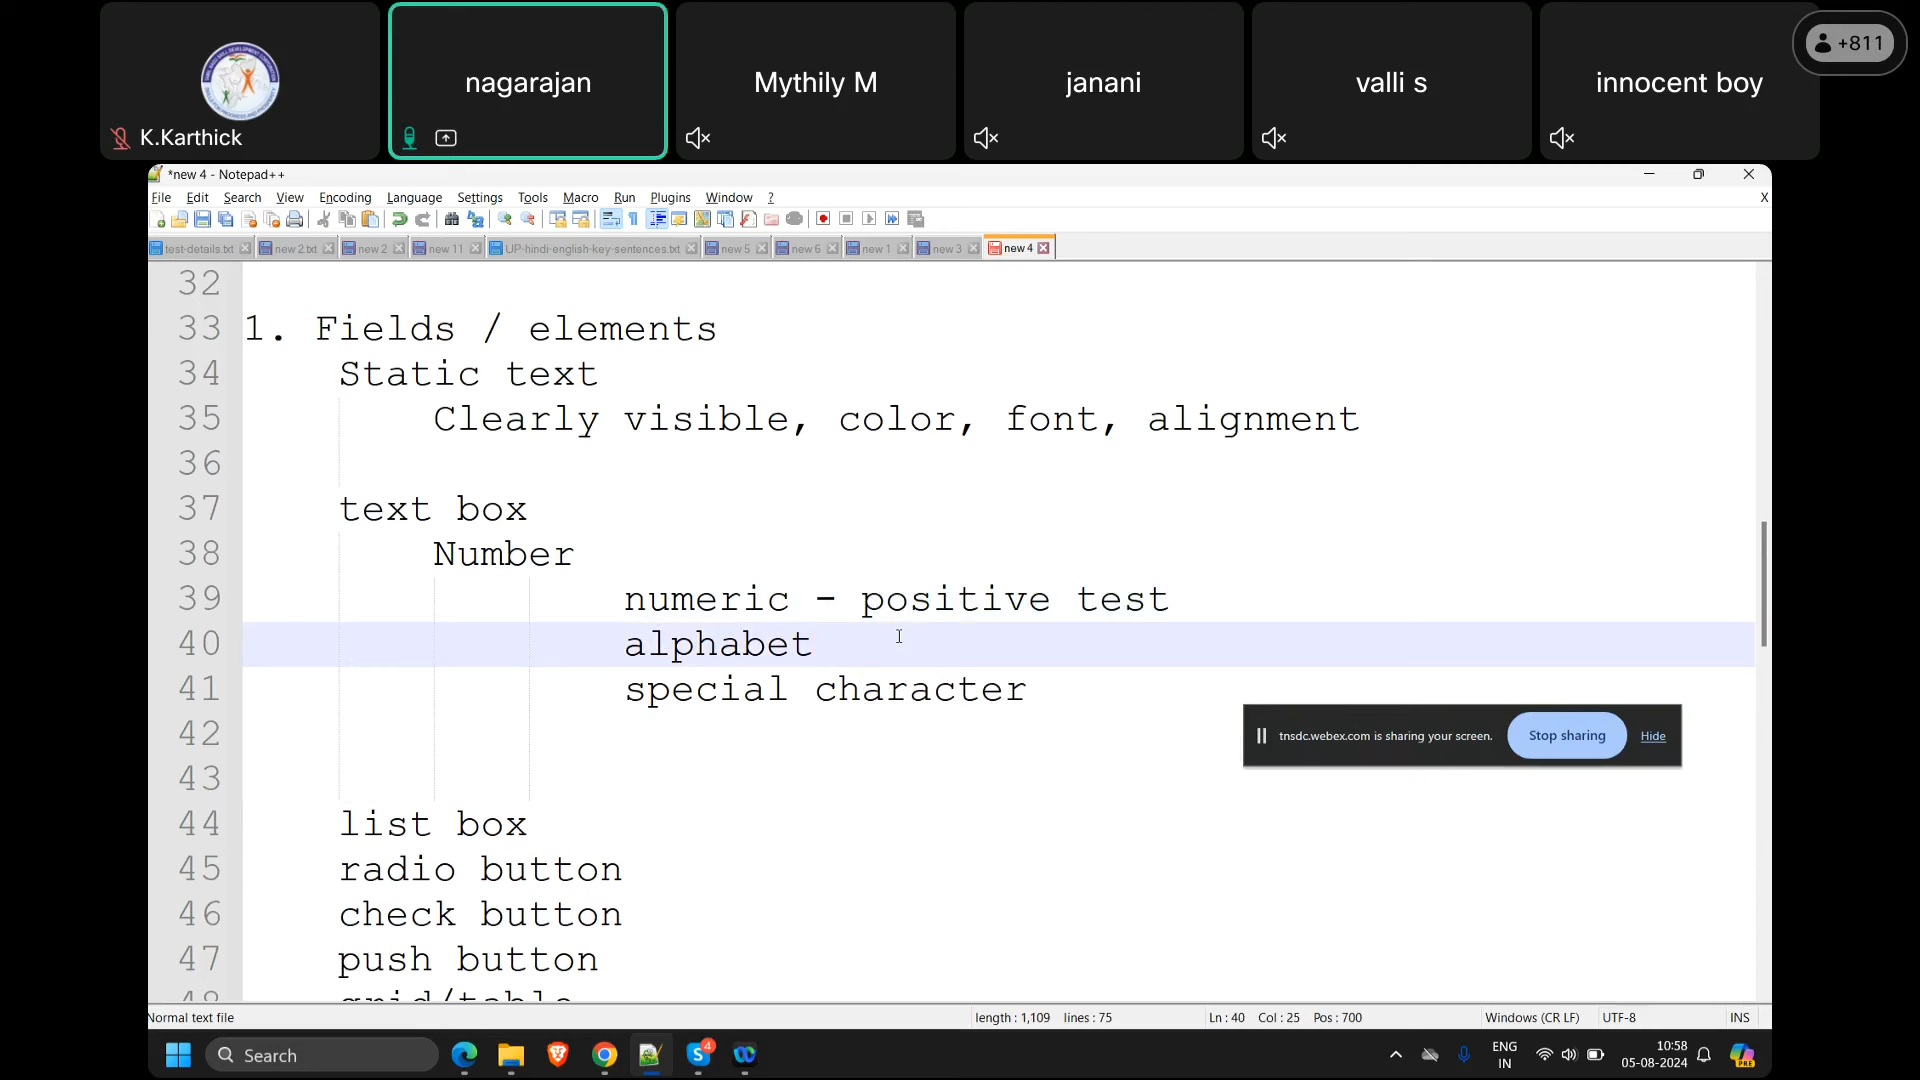 +811
nagarajan
Mythily M
janani
valli s
innocent boy
K.Karthick
*new 4 - Notepad++
File Edit Search View Encoding Language Settings Tools Macro Run Plugins Window ? X
test-details.txt new 2.txt new 2 new 11 UP-hindi-english-key-sentences.txt new 5 new 6 new 1 new 3 new 4
32
33 1. Fields / elements
34 Static text
35 Clearly visible, color, font, alignment
36
37 text box
38 Number
39 numeric - positive test
40 alphabet
41 special character
42
tnsdc.webex.com is sharing your screen. Stop sharing Hide
43
44 list box
45 radio button
46 check button
47 push button
48 grid/table
Normal text file length : 1,109 lines : 75 Ln : 40 Col : 25 Pos : 700 Windows (CR LF) UTF-8 INS
Search
4
ENG
IN
10:58
05-08-2024
PRE